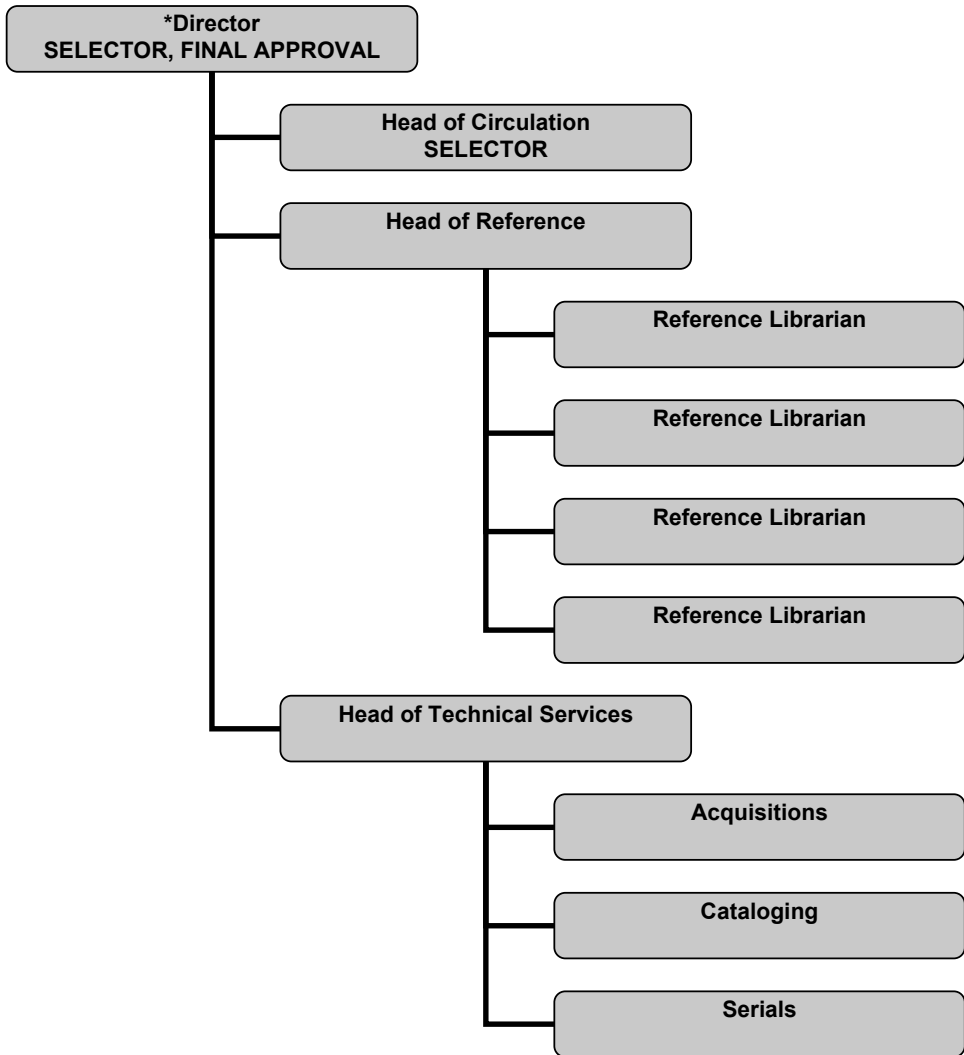 *Director
SELECTOR, FINAL APPROVAL
Head of Circulation
SELECTOR
Head of Reference
Reference Librarian
Reference Librarian
Reference Librarian
Reference Librarian
Head of Technical Services
Acquisitions
Cataloging
Serials